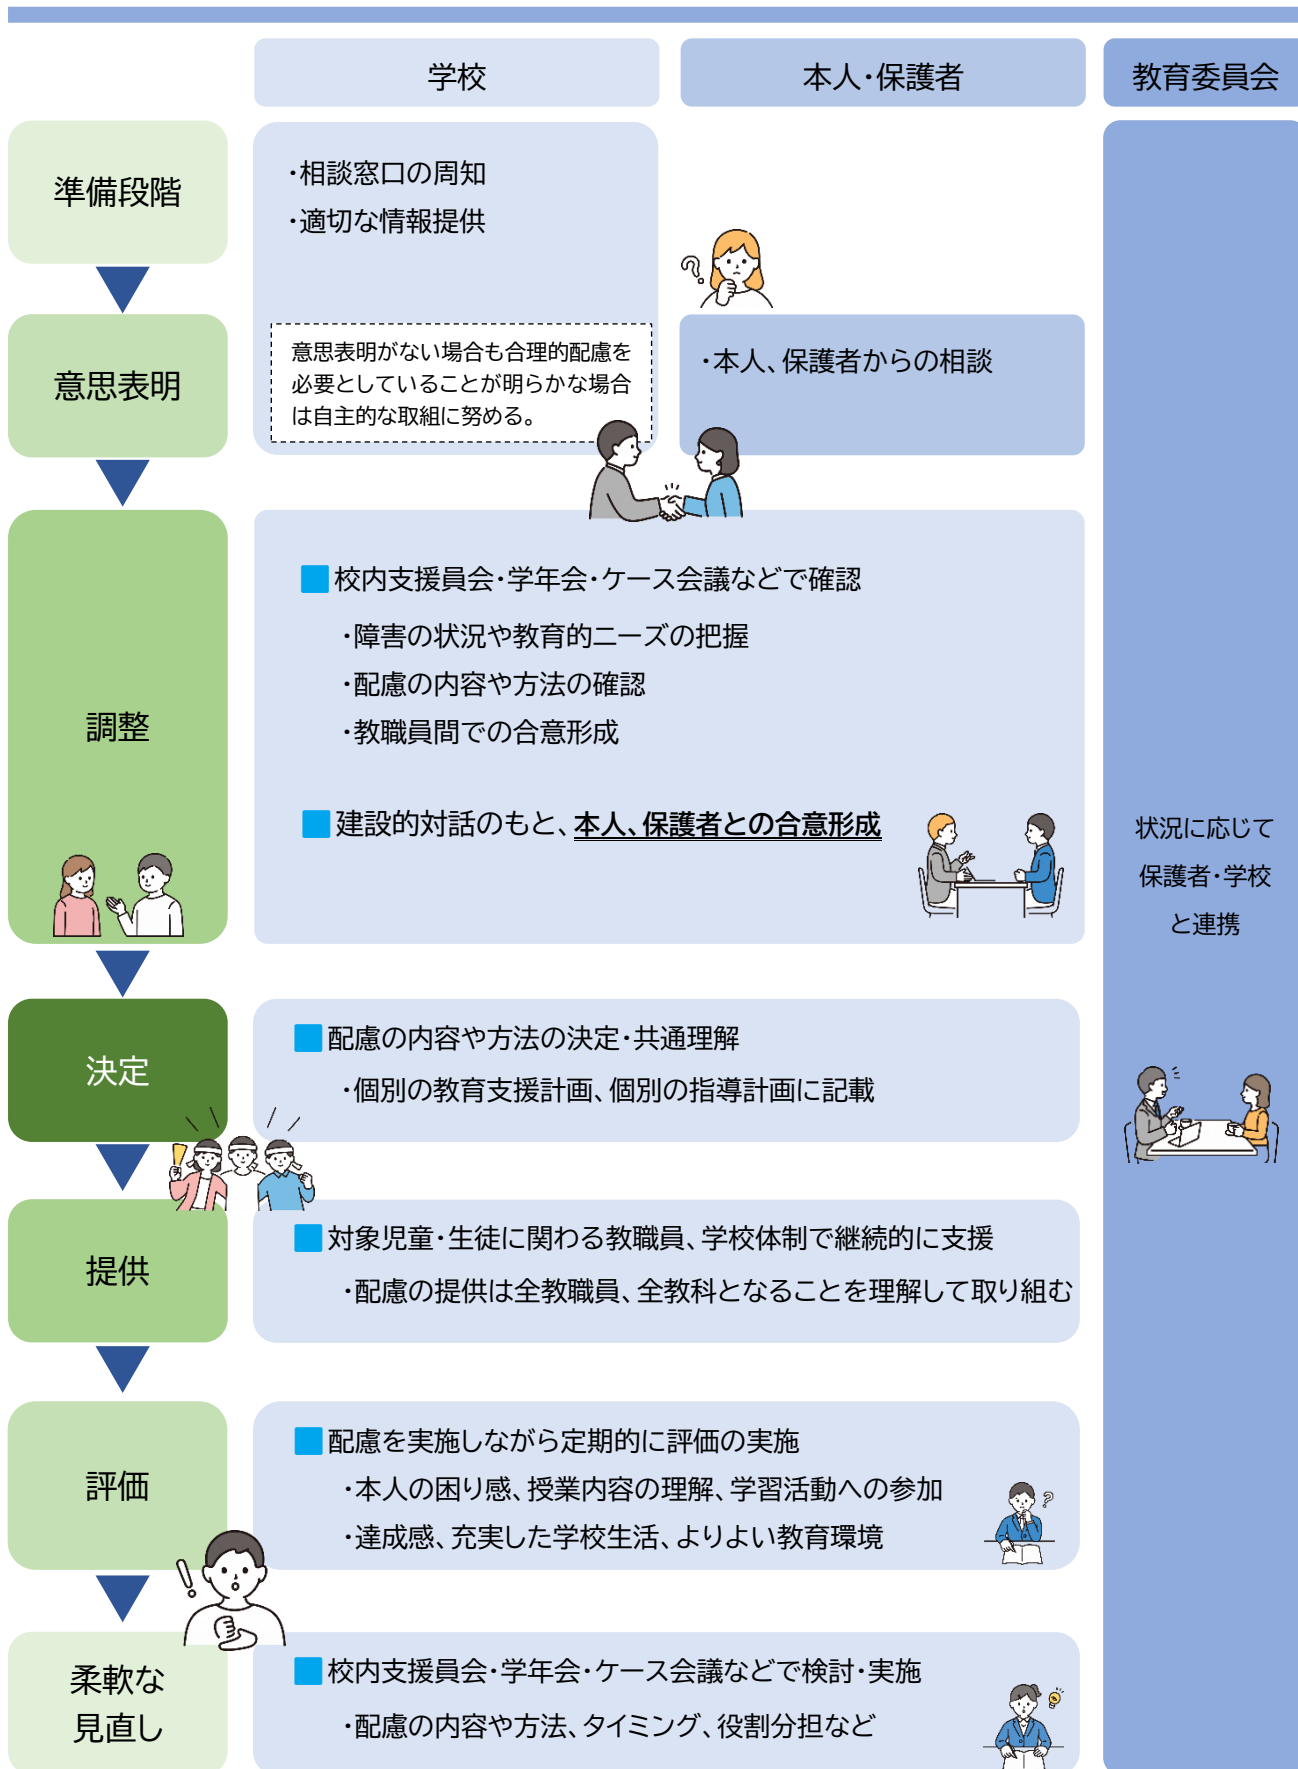 学校
本人・保護者
教育委員会
準備段階
・相談窓口の周知
・適切な情報提供
意思表明
意思表明がない場合も合理的配慮を
必要としていることが明らかな場合
は自主的な取組に努める。
・本人、保護者からの相談
調整
校内支援員会・学年会・ケース会議などで確認
・障害の状況や教育的ニーズの把握
・配慮の内容や方法の確認
・教職員間での合意形成
建設的対話のもと、本人、保護者との合意形成
状況に応じて
保護者・学校
と連携
決定
配慮の内容や方法の決定・共通理解
・個別の教育支援計画、個別の指導計画に記載
提供
対象児童・生徒に関わる教職員、学校体制で継続的に支援
・配慮の提供は全教職員、全教科となることを理解して取り組む
評価
配慮を実施しながら定期的に評価の実施
・本人の困り感、授業内容の理解、学習活動への参加
・達成感、充実した学校生活、よりよい教育環境
柔軟な
見直し
校内支援員会・学年会・ケース会議などで検討・実施
・配慮の内容や方法、タイミング、役割分担など